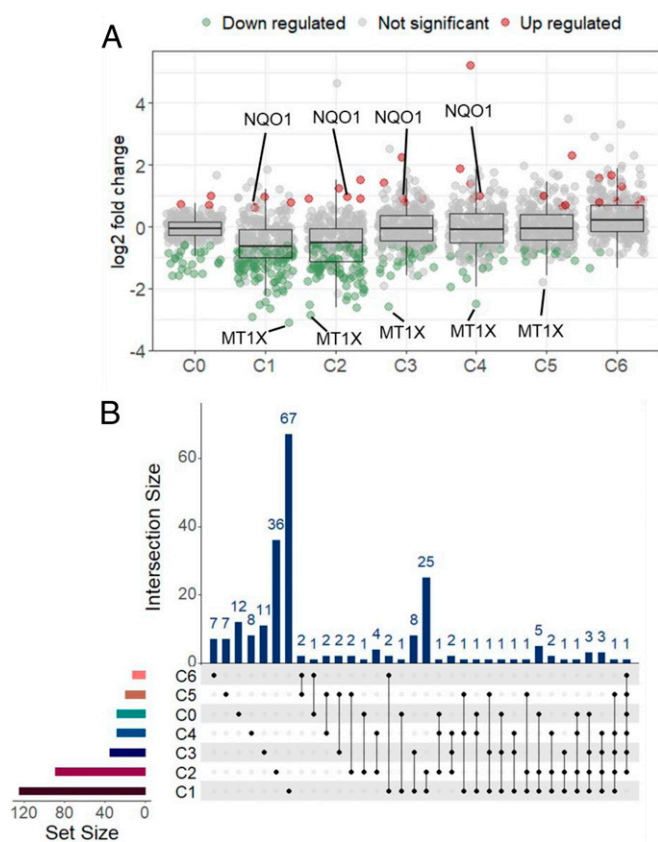 A
Down regulated Not significant Up regulated
log2 fold change
4
2
0
-2
-4
NQO1 NQO1 NQO1 NQO1
MT1X MT1X MT1X MT1X MT1X
C0 C1 C2 C3 C4 C5 C6
B
Intersection Size
60
40
20
0
7 7 12 8 11 36 67 2 1 2 2 2 1 4 2 1 8 25 1 2 1 1 1 1 1 1 5 2 1 1 3 3 1 1
C6
C5
C0
C4
C3
C2
C1
120 80 40 0
Set Size